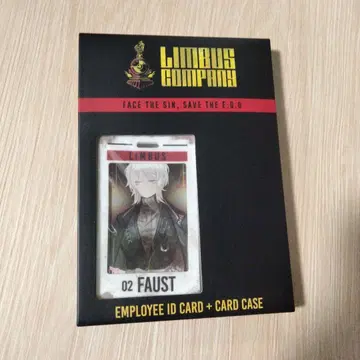 LIMBUS
COMPANY
FACE THE SIN, SAVE THE E.G.O
LIMBUS
02 FAUST
EMPLOYEE ID CARD + CARD CASE